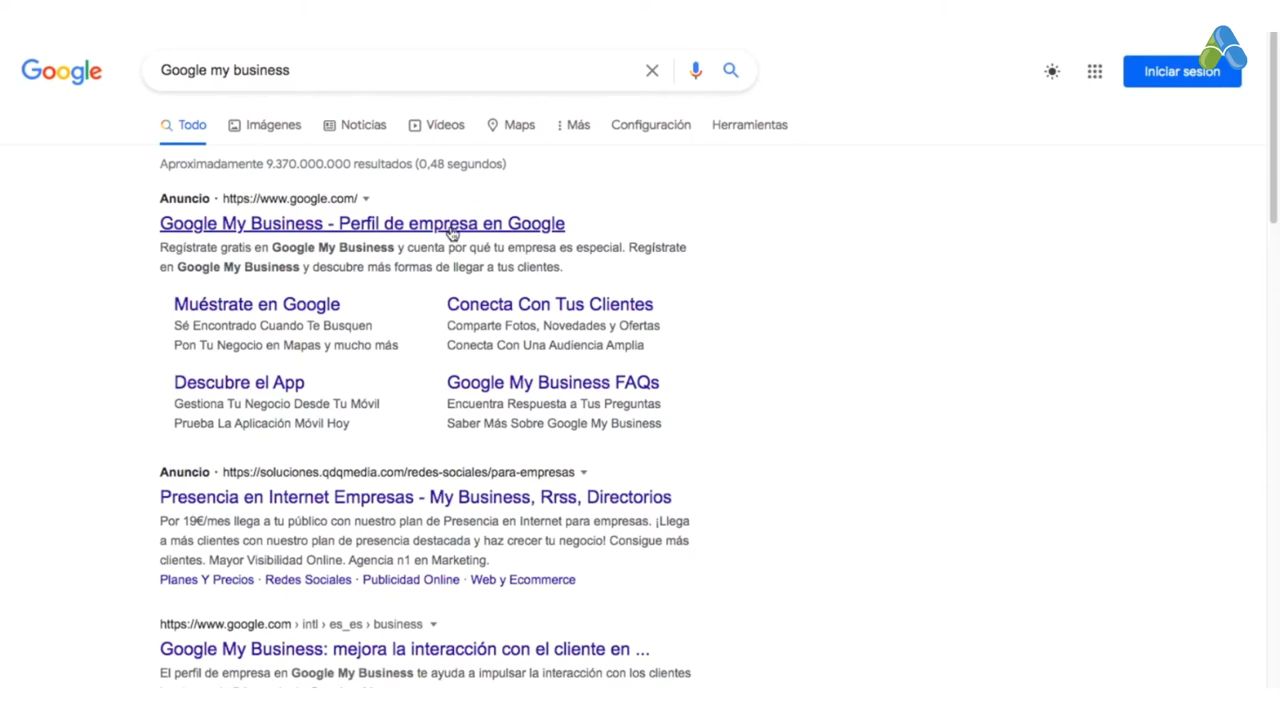 Google
Google my business
Iniciar sesión
Todo
Imágenes
Noticias
Vídeos
Maps
Más
Configuración
Herramientas
Aproximadamente 9.370.000.000 resultados (0,48 segundos)
Anuncio · https://www.google.com/
Google My Business - Perfil de empresa en Google
Regístrate gratis en Google My Business y cuenta por qué tu empresa es especial. Regístrate
en Google My Business y descubre más formas de llegar a tus clientes.
Muéstrate en Google
Sé Encontrado Cuando Te Busquen
Pon Tu Negocio en Mapas y mucho más
Conecta Con Tus Clientes
Comparte Fotos, Novedades y Ofertas
Conecta Con Una Audiencia Amplia
Descubre el App
Gestiona Tu Negocio Desde Tu Móvil
Prueba La Aplicación Móvil Hoy
Google My Business FAQs
Encuentra Respuesta a Tus Preguntas
Saber Más Sobre Google My Business
Anuncio · https://soluciones.qdqmedia.com/redes-sociales/para-empresas
Presencia en Internet Empresas - My Business, Rrss, Directorios
Por 19€/mes llega a tu público con nuestro plan de Presencia en Internet para empresas. ¡Llega
a más clientes con nuestro plan de presencia destacada y haz crecer tu negocio! Consigue más
clientes. Mayor Visibilidad Online. Agencia n1 en Marketing.
Planes Y Precios · Redes Sociales · Publicidad Online · Web y Ecommerce
https://www.google.com › intl › es_es › business
Google My Business: mejora la interacción con el cliente en ...
El perfil de empresa en Google My Business te ayuda a impulsar la interacción con los clientes